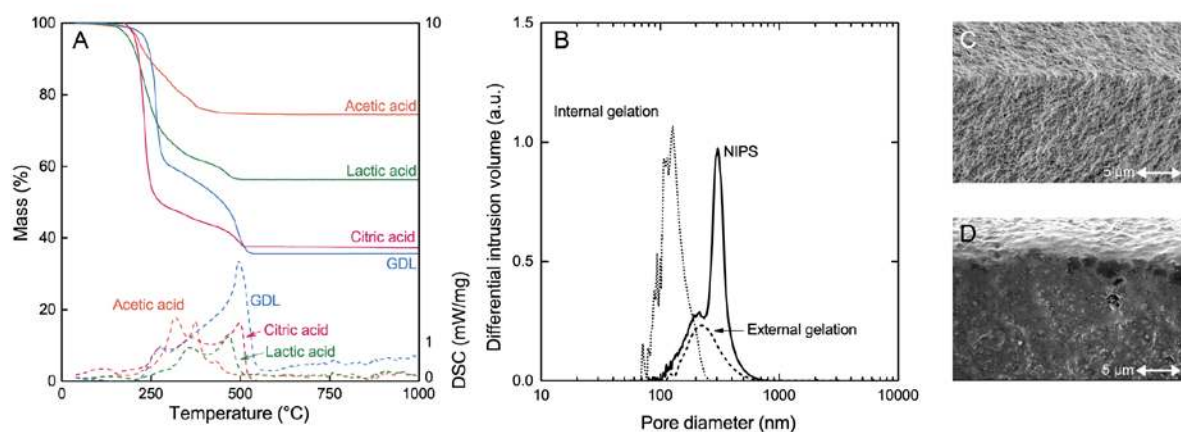 A
100
80
60
40
20
0
Mass (%)
10
1
0
DSC (mW/mg)
Acetic acid
Lactic acid
Citric acid
GDL
Acetic acid
GDL
Citric acid
Lactic acid
0
250
500
750
1000
Temperature (°C)
B
1.5
1.0
0.5
0.0
Differential intrusion volume (a.u.)
Internal gelation
NIPS
External gelation
10
100
1000
10000
Pore diameter (nm)
C
5 µm
D
5 µm